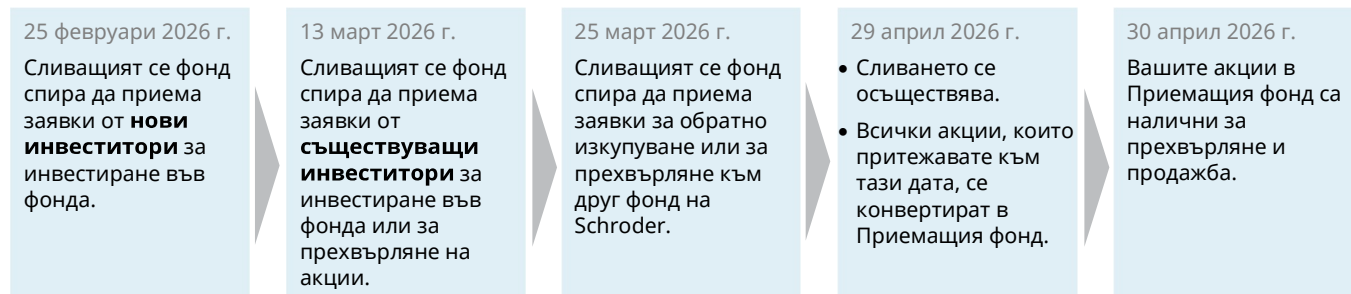 25 февруари 2026 г.
Сливащият се фонд
спира да приема
заявки от нови
инвеститори за
инвестиране във
фонда.
13 март 2026 г.
Сливащият се фонд
спира да приема
заявки от
съществуващи
инвеститори за
инвестиране във
фонда или за
прехвърляне на
акции.
25 март 2026 г.
Сливащият се фонд
спира да приема
заявки за обратно
изкупуване или за
прехвърляне към
друг фонд на
Schroder.
29 април 2026 г.
• Сливането се
осъществява.
• Всички акции, които
притежавате към
тази дата, се
конвертират в
Приемащия фонд.
30 април 2026 г.
Вашите акции в
Приемащия фонд са
налични за
прехвърляне и
продажба.